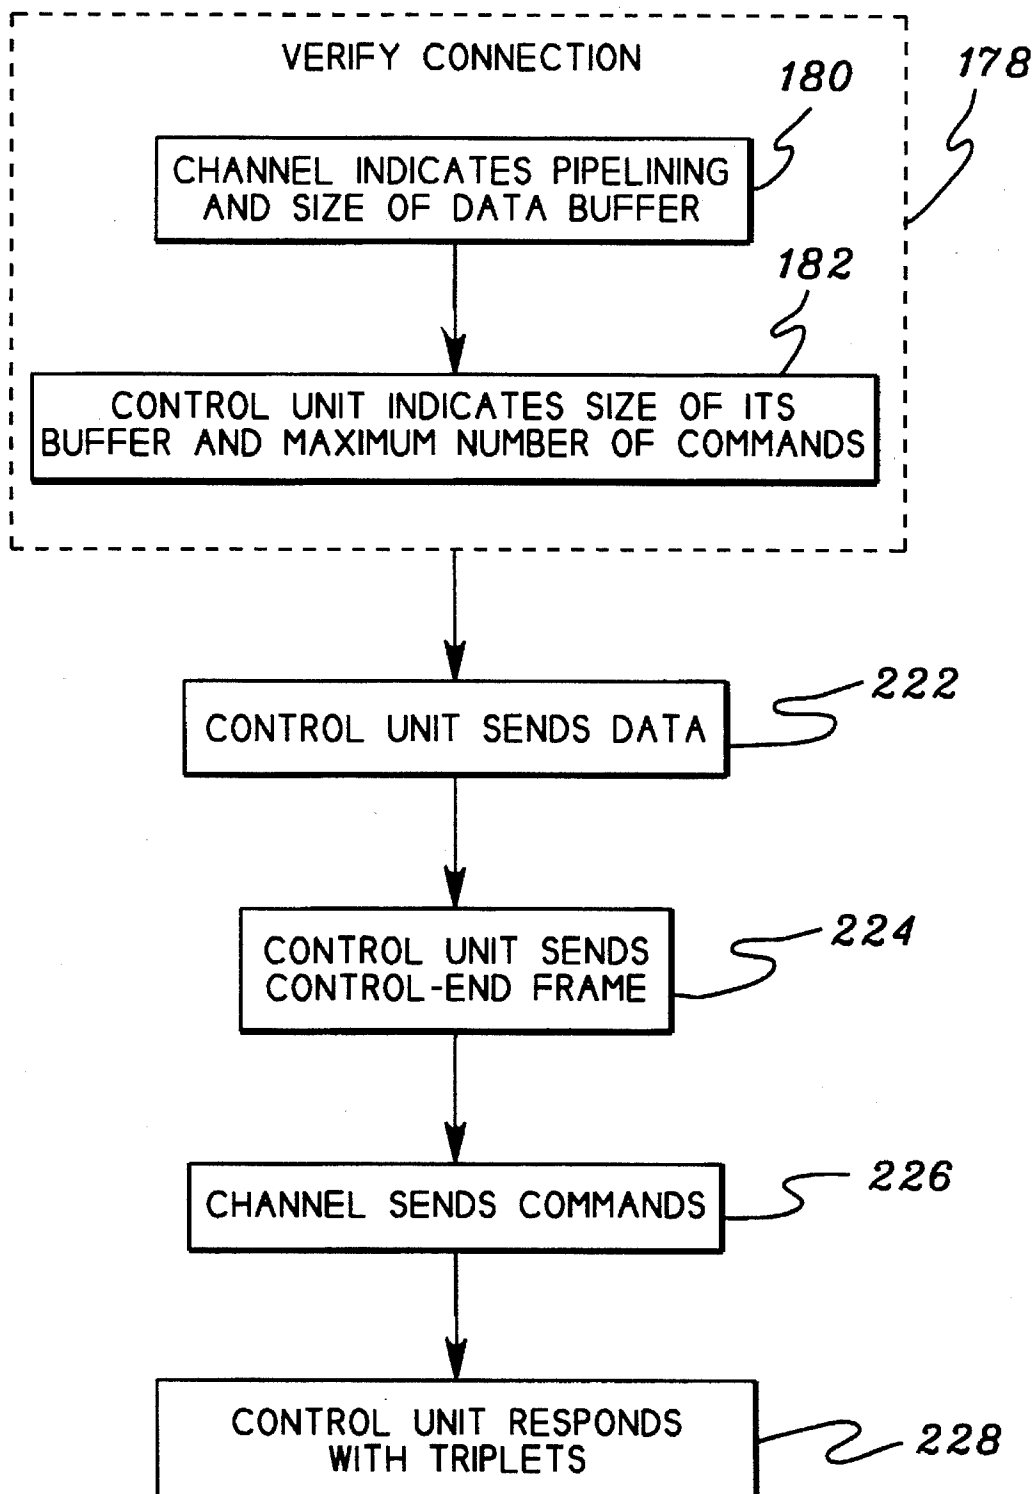 VERIFY CONNECTION
178
180
CHANNEL INDICATES PIPELINING
AND SIZE OF DATA BUFFER
182
CONTROL UNIT INDICATES SIZE OF ITS
BUFFER AND MAXIMUM NUMBER OF COMMANDS
222
CONTROL UNIT SENDS DATA
224
CONTROL UNIT SENDS
CONTROL-END FRAME
226
CHANNEL SENDS COMMANDS
CONTROL UNIT RESPONDS
WITH TRIPLETS
228